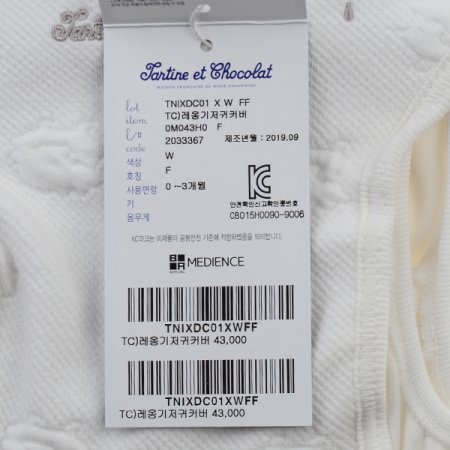 Tartine
Tartine et Chocolat
MAISON FRANÇAISE DE MODE ENFANTINE
lot TNIXDC01 X W FF
item TC)레옹기저귀커버
l/# 0M043H0 F
code 2033367 제조년월 : 2019.09
색상 W
호칭 F
사용연령 0 ~ 3개월
키
몸무게
안전확인신고확인증번호
CB015H0090-9006
KC마크는 이제품이 공통안전 기준에 적합하였음을 의미합니다.
BR MEDIENCE
TNIXDC01XWFF
TC)레옹기저귀커버 43,000
TNIXDC01XWFF
TC)레옹기저귀커버 43,000